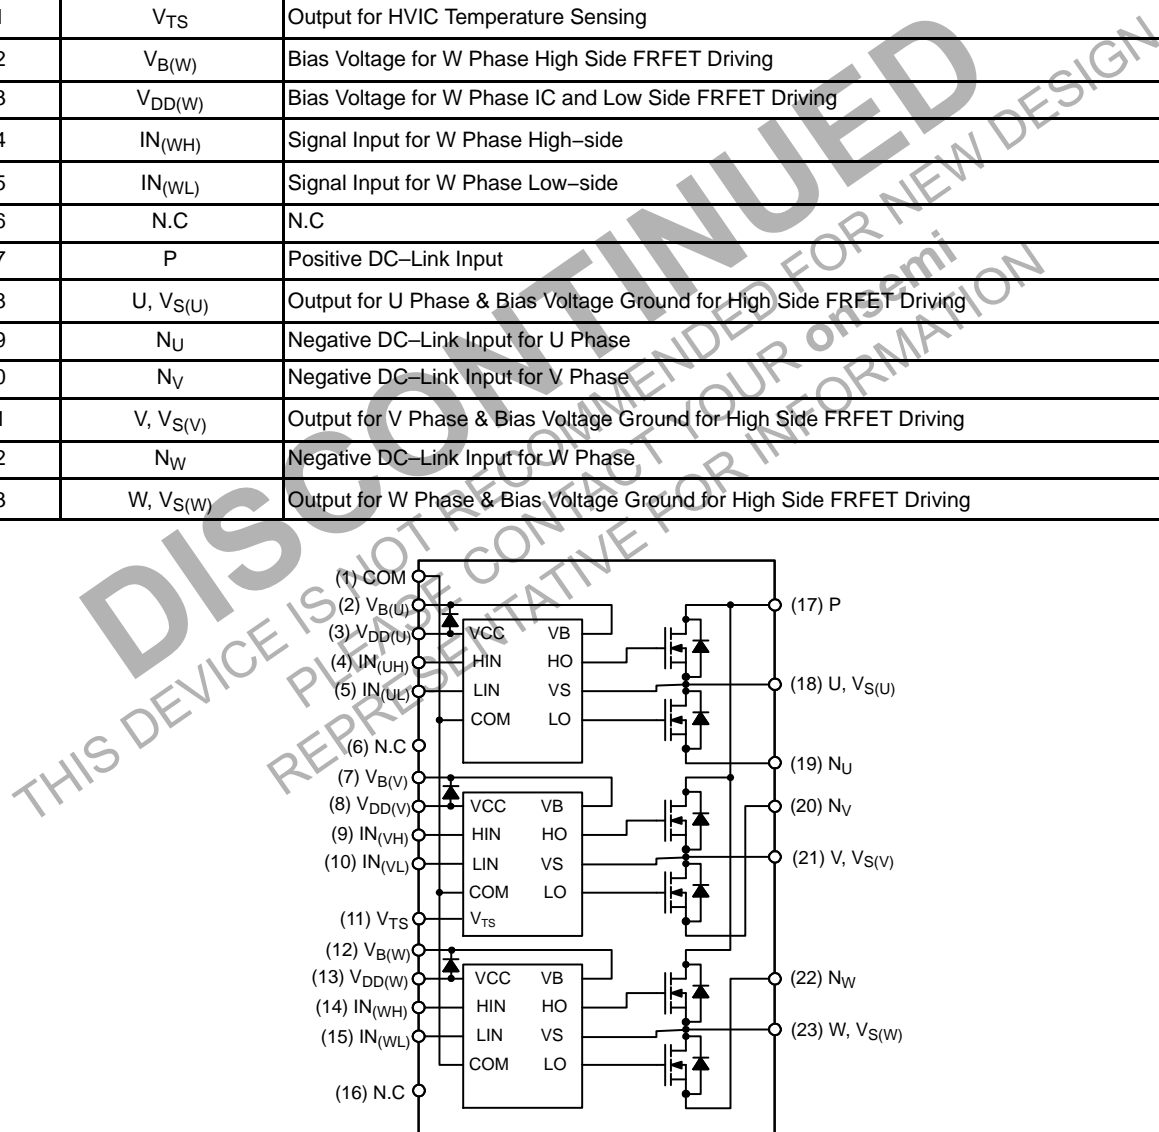 1 V_TS Output for HVIC Temperature Sensing
2 V_B(W) Bias Voltage for W Phase High Side FRFET Driving
3 V_DD(W) Bias Voltage for W Phase IC and Low Side FRFET Driving
4 IN_(WH) Signal Input for W Phase High−side
5 IN_(WL) Signal Input for W Phase Low−side
6 N.C N.C
7 P Positive DC–Link Input
8 U, V_S(U) Output for U Phase & Bias Voltage Ground for High Side FRFET Driving
9 N_U Negative DC–Link Input for U Phase
0 N_V Negative DC–Link Input for V Phase
1 V, V_S(V) Output for V Phase & Bias Voltage Ground for High Side FRFET Driving
2 N_W Negative DC–Link Input for W Phase
3 W, V_S(W) Output for W Phase & Bias Voltage Ground for High Side FRFET Driving
DISCONTINUED
THIS DEVICE IS NOT RECOMMENDED FOR NEW DESIGN
PLEASE CONTACT YOUR onsemi
REPRESENTATIVE FOR INFORMATION
(1) COM
(2) V_B(U)
(3) V_DD(U)
(4) IN_(UH)
(5) IN_(UL)
(6) N.C
(7) V_B(V)
(8) V_DD(V)
(9) IN_(VH)
(10) IN_(VL)
(11) V_TS
(12) V_B(W)
(13) V_DD(W)
(14) IN_(WH)
(15) IN_(WL)
(16) N.C
VCC VB
HIN HO
LIN VS
COM LO
VCC VB
HIN HO
LIN VS
COM LO
V_TS
VCC VB
HIN HO
LIN VS
COM LO
(17) P
(18) U, V_S(U)
(19) N_U
(20) N_V
(21) V, V_S(V)
(22) N_W
(23) W, V_S(W)